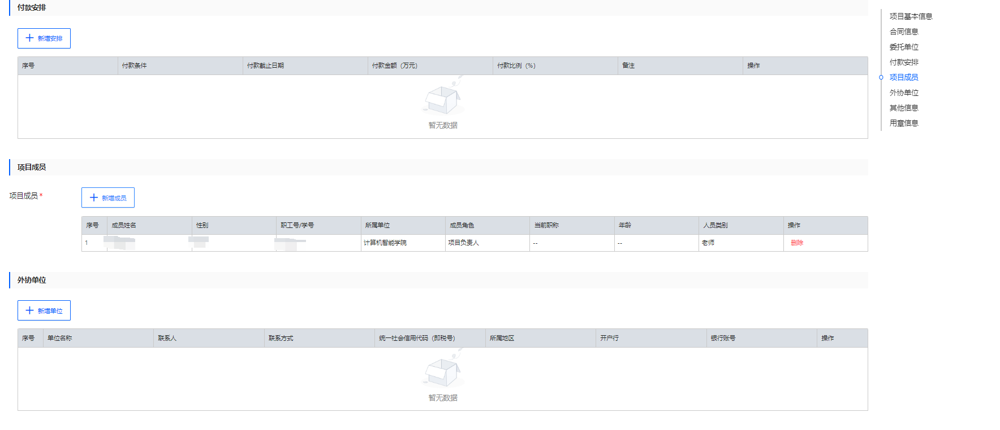 付款安排
新增安排
序号 付款条件 付款截止日期 付款金额（万元） 付款比例（%） 备注 操作
暂无数据
项目成员
项目成员* 新增成员
序号 成员姓名 性别 职工号/学号 所属单位 成员角色 当前职称 年龄 人员类别 操作
1 计算机智能学院 项目负责人 -- -- 老师 删除
外协单位
新增单位
序号 单位名称 联系人 联系方式 统一社会信用代码（即税号） 所属地区 开户行 银行账号 操作
暂无数据
项目基本信息
合同信息
委托单位
付款安排
项目成员
外协单位
其他信息
用章信息